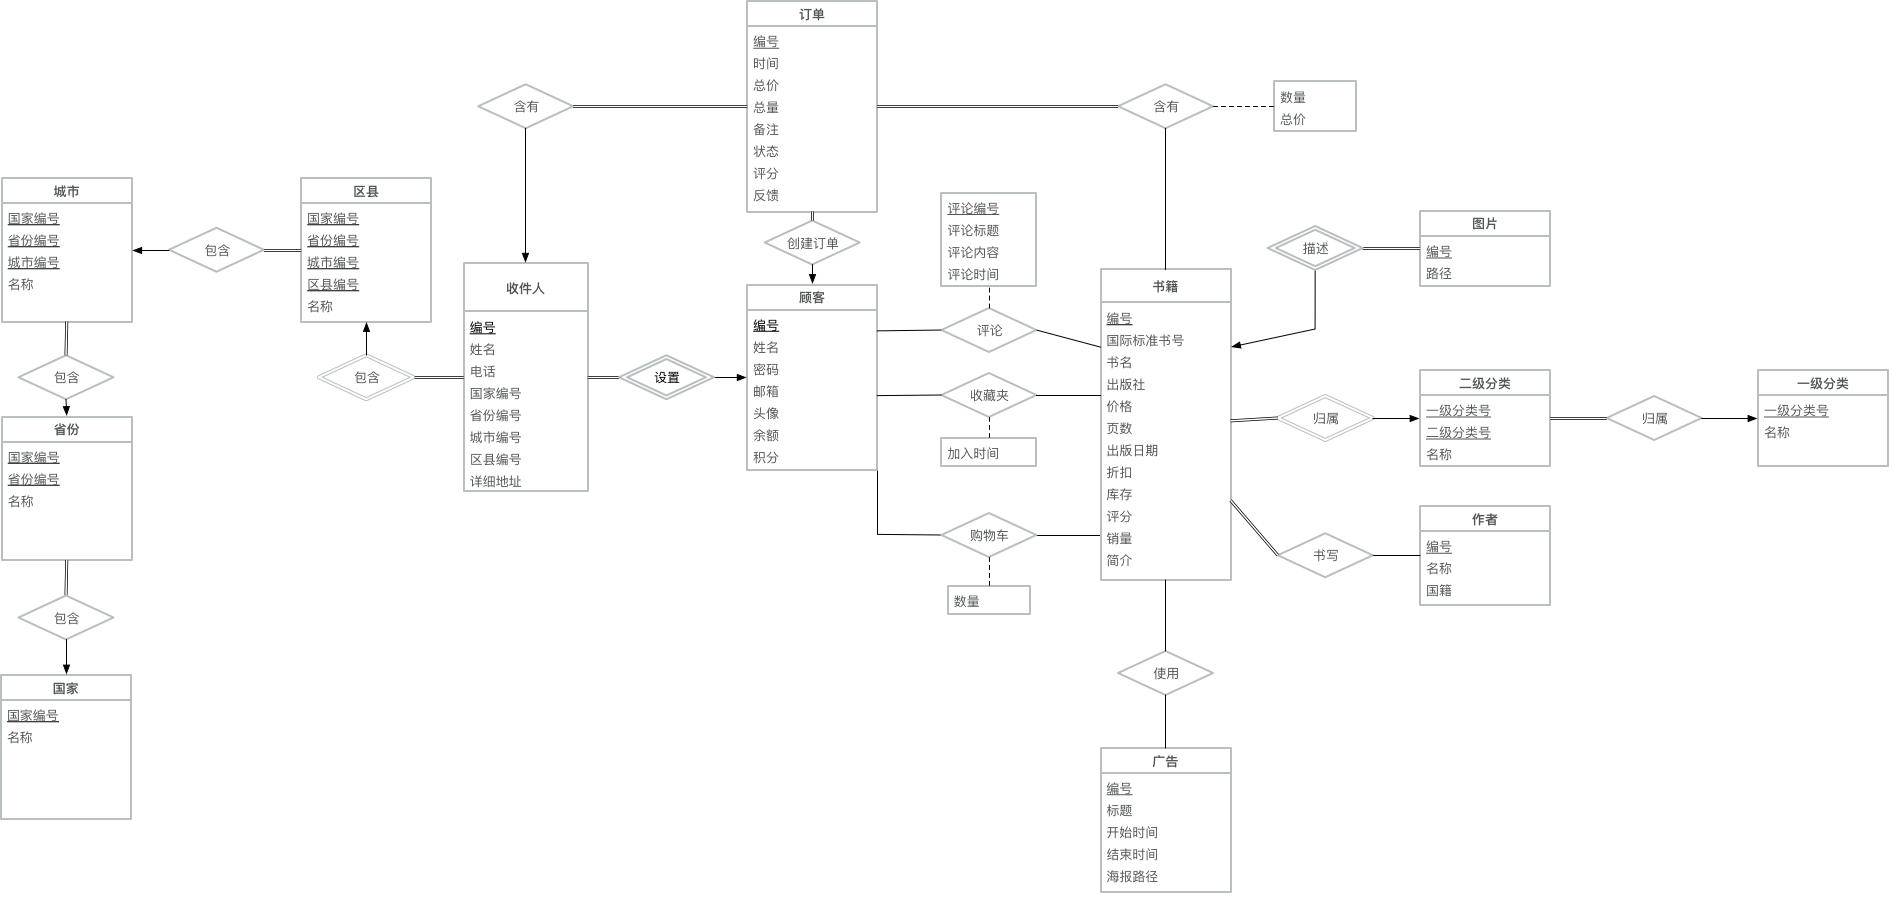 订单
编号
时间
总价
总量
备注
状态
评分
反馈
含有
含有
数量
总价
城市
国家编号
省份编号
城市编号
名称
包含
区县
国家编号
省份编号
城市编号
区县编号
名称
创建订单
评论编号
评论标题
评论内容
评论时间
描述
图片
编号
路径
收件人
编号
姓名
电话
国家编号
省份编号
城市编号
区县编号
详细地址
顾客
编号
姓名
密码
邮箱
头像
余额
积分
评论
书籍
编号
国际标准书号
书名
出版社
价格
页数
出版日期
折扣
库存
评分
销量
简介
包含
包含
设置
收藏夹
加入时间
归属
二级分类
一级分类号
二级分类号
名称
归属
一级分类
一级分类号
名称
省份
国家编号
省份编号
名称
购物车
数量
书写
作者
编号
名称
国籍
包含
国家
国家编号
名称
使用
广告
编号
标题
开始时间
结束时间
海报路径